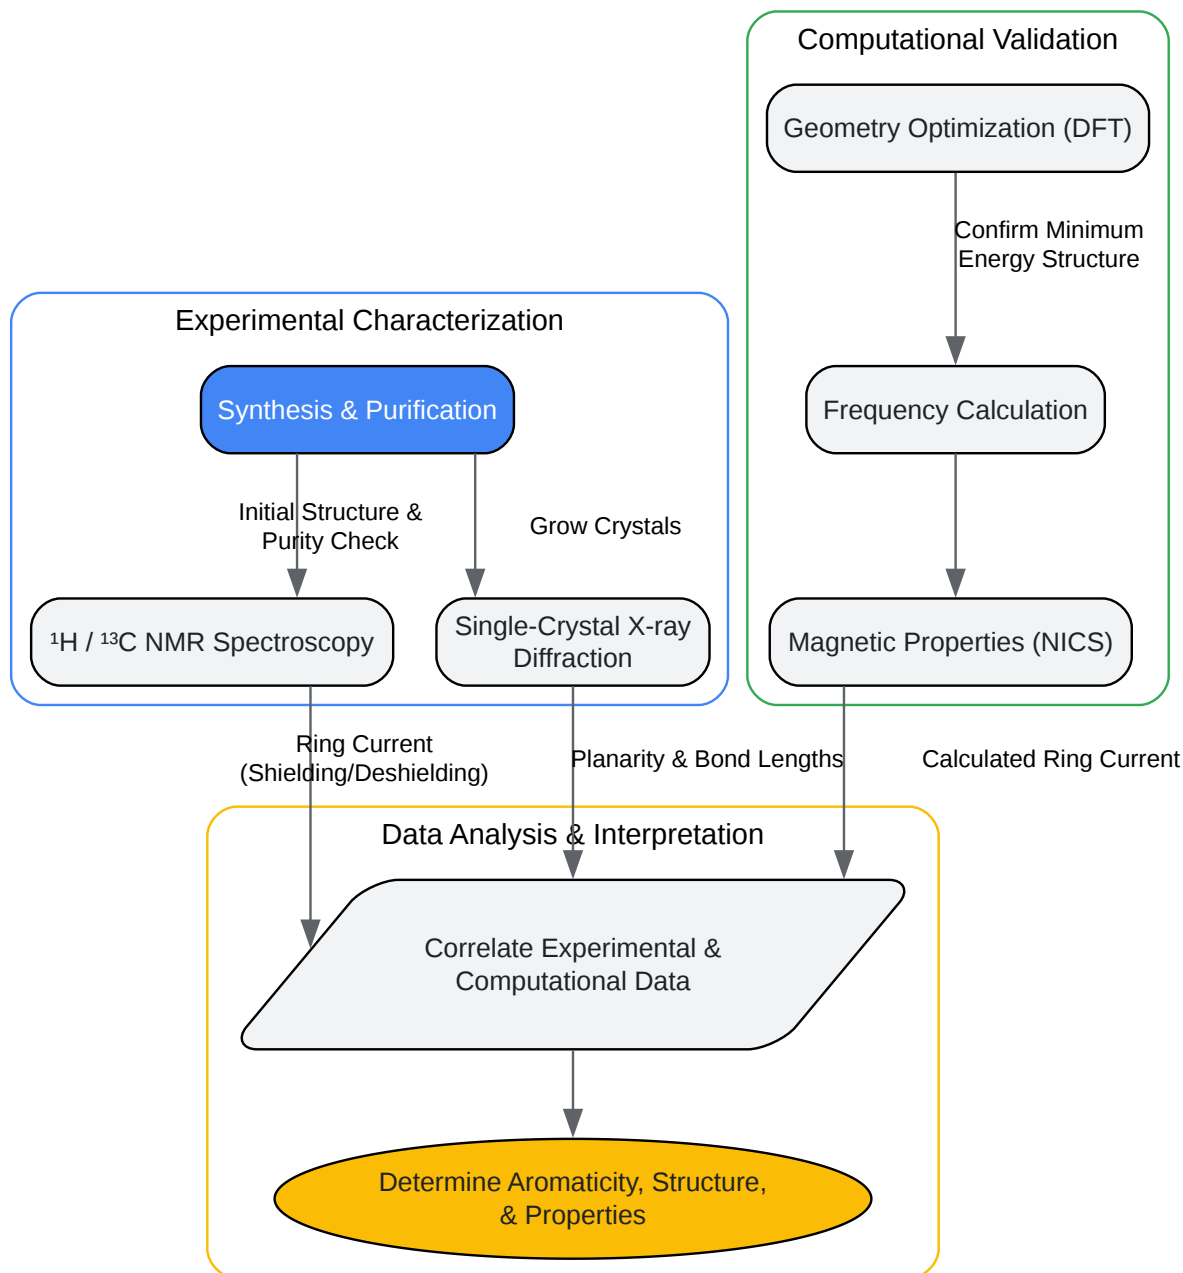 Computational Validation
Geometry Optimization (DFT)
Confirm Minimum
Energy Structure
Experimental Characterization
Synthesis & Purification
Frequency Calculation
Initial Structure &
Purity Check
Grow Crystals
¹H / ¹³C NMR Spectroscopy
Single-Crystal X-ray
Diffraction
Magnetic Properties (NICS)
Ring Current
(Shielding/Deshielding)
Planarity & Bond Lengths
Calculated Ring Current
Data Analysis & Interpretation
Correlate Experimental &
Computational Data
Determine Aromaticity, Structure,
& Properties